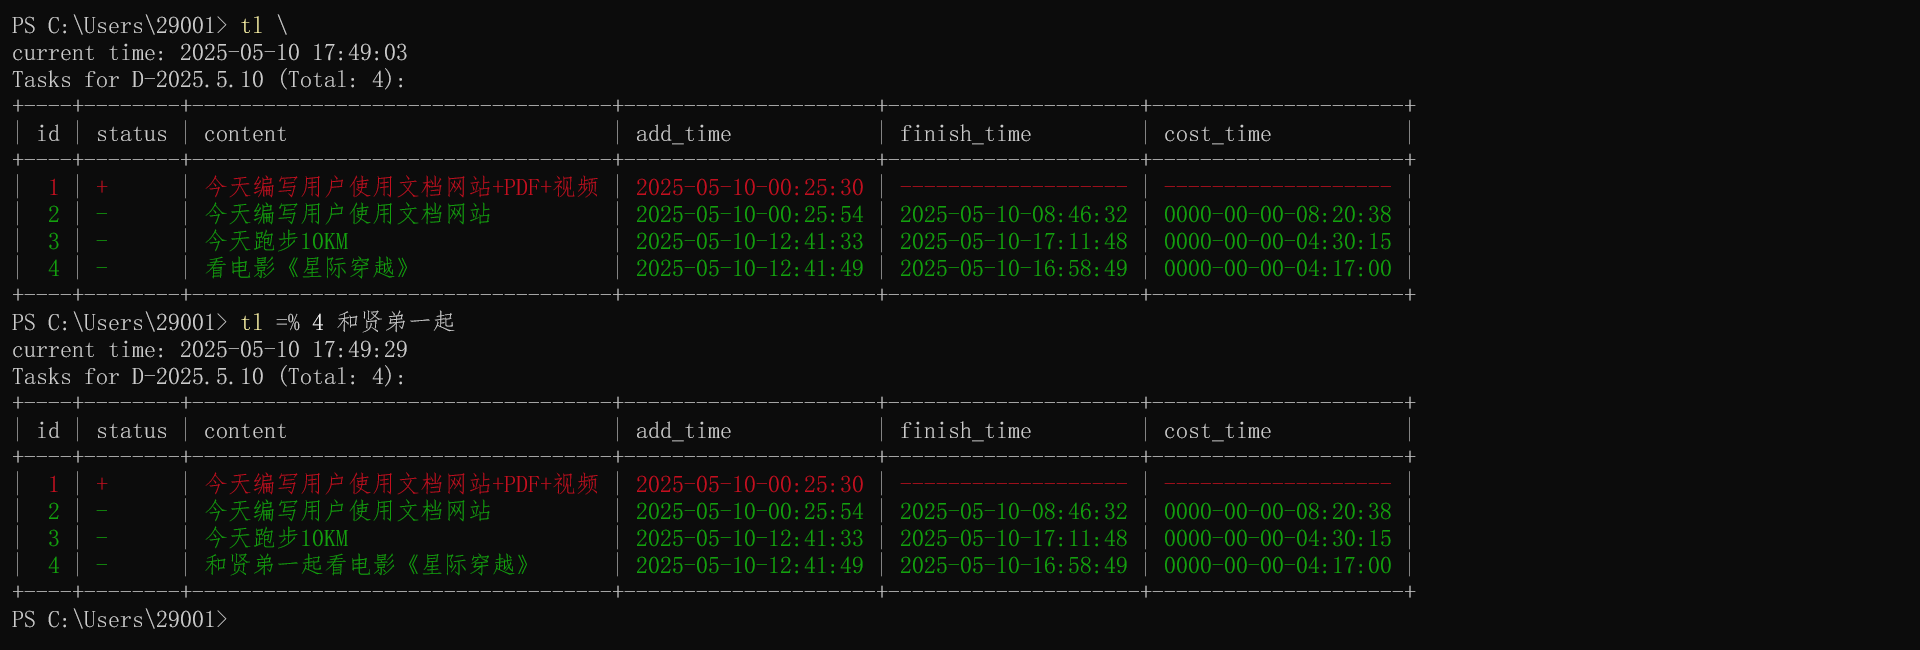 PS C:\Users\29001> tl \
current time: 2025-05-10 17:49:03
Tasks for D-2025.5.10 (Total: 4):
+----+--------+-----------------------------------+---------------------+---------------------+---------------------+
| id | status | content                           | add_time            | finish_time         | cost_time           |
+----+--------+-----------------------------------+---------------------+---------------------+---------------------+
|  1 | +      | 今天编写用户使用文档网站+PDF+视频 | 2025-05-10-00:25:30 | ------------------- | ------------------- |
|  2 | -      | 今天编写用户使用文档网站          | 2025-05-10-00:25:54 | 2025-05-10-08:46:32 | 0000-00-00-08:20:38 |
|  3 | -      | 今天跑步10KM                      | 2025-05-10-12:41:33 | 2025-05-10-17:11:48 | 0000-00-00-04:30:15 |
|  4 | -      | 看电影《星际穿越》                | 2025-05-10-12:41:49 | 2025-05-10-16:58:49 | 0000-00-00-04:17:00 |
+----+--------+-----------------------------------+---------------------+---------------------+---------------------+
PS C:\Users\29001> tl =% 4 和贤弟一起
current time: 2025-05-10 17:49:29
Tasks for D-2025.5.10 (Total: 4):
+----+--------+-----------------------------------+---------------------+---------------------+---------------------+
| id | status | content                           | add_time            | finish_time         | cost_time           |
+----+--------+-----------------------------------+---------------------+---------------------+---------------------+
|  1 | +      | 今天编写用户使用文档网站+PDF+视频 | 2025-05-10-00:25:30 | ------------------- | ------------------- |
|  2 | -      | 今天编写用户使用文档网站          | 2025-05-10-00:25:54 | 2025-05-10-08:46:32 | 0000-00-00-08:20:38 |
|  3 | -      | 今天跑步10KM                      | 2025-05-10-12:41:33 | 2025-05-10-17:11:48 | 0000-00-00-04:30:15 |
|  4 | -      | 和贤弟一起看电影《星际穿越》      | 2025-05-10-12:41:49 | 2025-05-10-16:58:49 | 0000-00-00-04:17:00 |
+----+--------+-----------------------------------+---------------------+---------------------+---------------------+
PS C:\Users\29001>